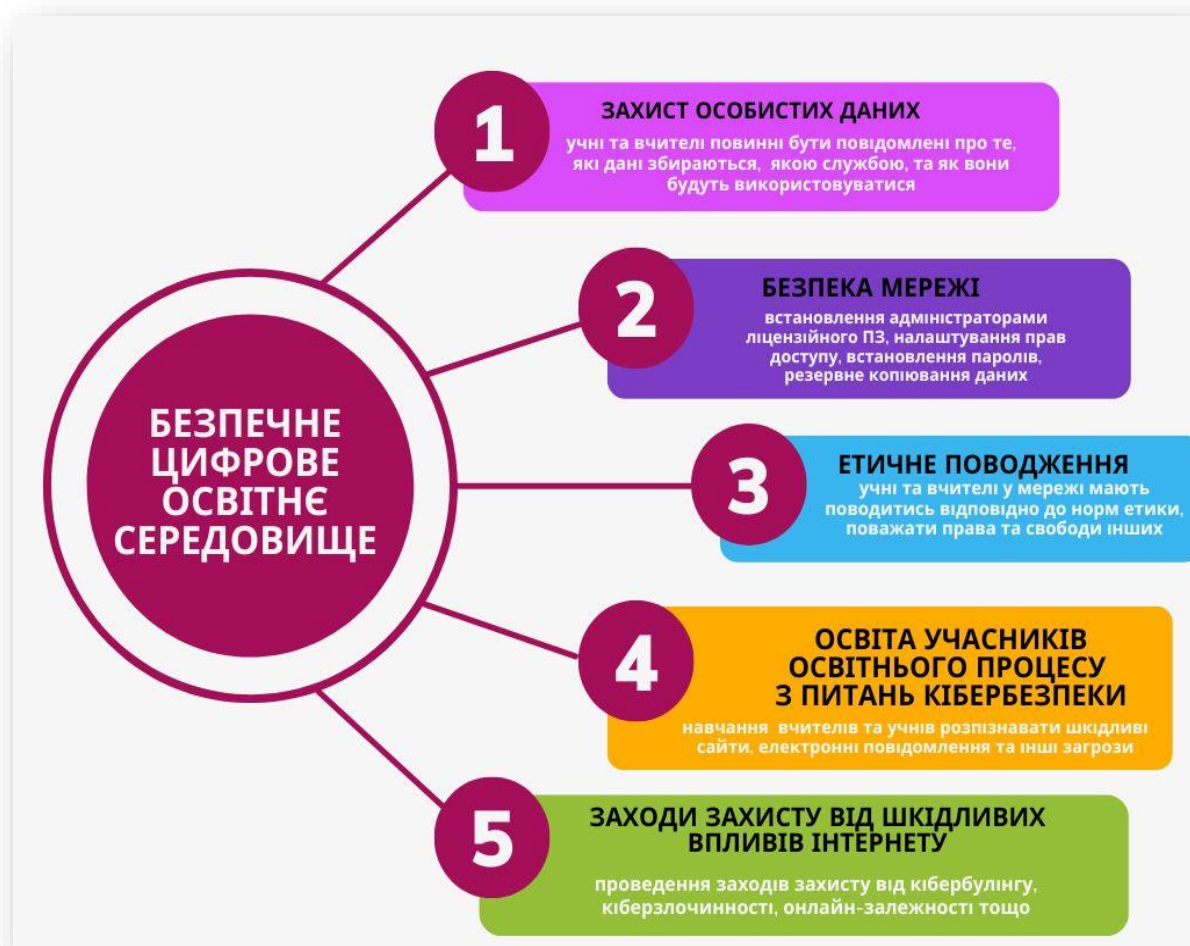 БЕЗПЕЧНЕ
ЦИФРОВЕ
ОСВІТНЄ
СЕРЕДОВИЩЕ
1
ЗАХИСТ ОСОБИСТИХ ДАНИХ
учні та вчителі повинні бути повідомлені про те,
які дані збираються, якою службою, та як вони
будуть використовуватися
2
БЕЗПЕКА МЕРЕЖІ
встановлення адміністраторами
ліцензійного ПЗ, налаштування прав
доступу, встановлення паролів,
резервне копіювання даних
3
ЕТИЧНЕ ПОВОДЖЕННЯ
учні та вчителі у мережі мають
поводитись відповідно до норм етики,
поважати права та свободи інших
4
ОСВІТА УЧАСНИКІВ
ОСВІТНЬОГО ПРОЦЕСУ
З ПИТАНЬ КІБЕРБЕЗПЕКИ
навчання вчителів та учнів розпізнавати шкідливі
сайти, електронні повідомлення та інші загрози
5
ЗАХОДИ ЗАХИСТУ ВІД ШКІДЛИВИХ
ВПЛИВІВ ІНТЕРНЕТУ
проведення заходів захисту від кібербулінгу,
кіберзлочинності, онлайн-залежності тощо